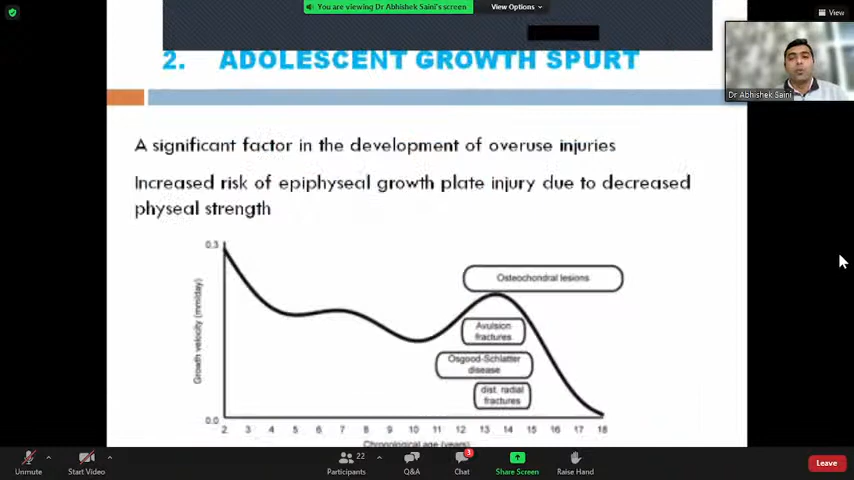 You are viewing Dr Abhishek Saini's screen
View Options
View
2. ADOLESCENT GROWTH SPURT
Dr Abhishek Saini
A significant factor in the development of overuse injuries
Increased risk of epiphyseal growth plate injury due to decreased
physeal strength
0.3
Growth velocity (mm/day)
0.0
Osteochondral lesions
Avulsion
fractures
Osgood-Schlatter
disease
dist. radial
fractures
2 3 4 5 6 7 8 9 10 11 12 13 14 15 16 17 18
Chronological age (years)
Unmute
Start Video
22
Participants
Q&A
3
Chat
Share Screen
Raise Hand
Leave